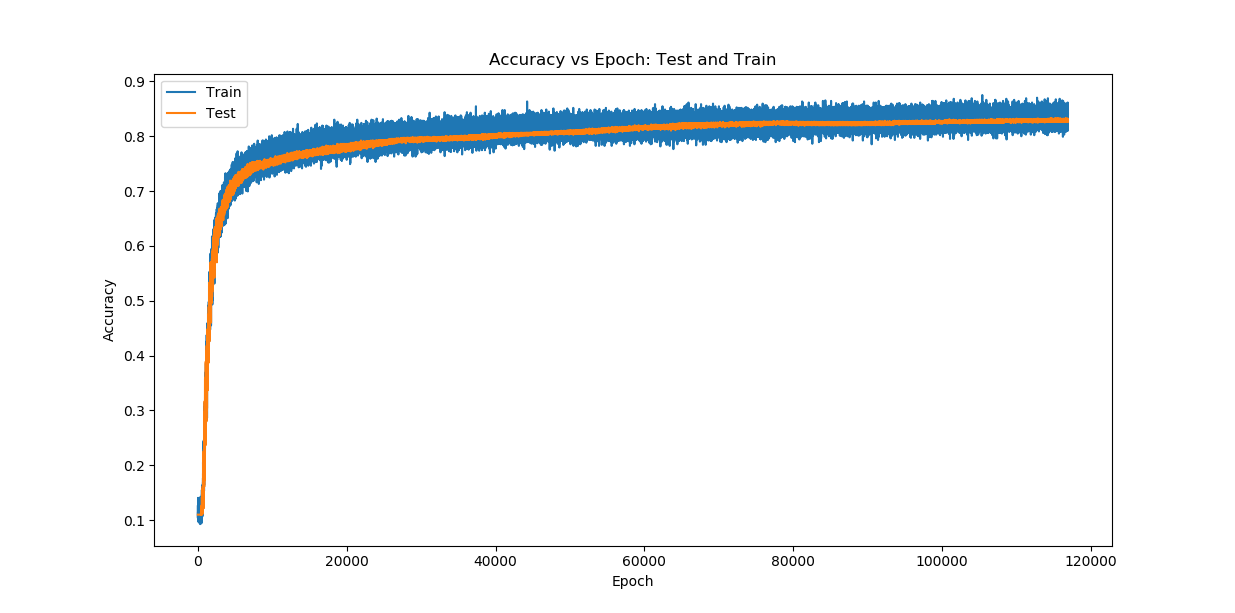 Accuracy vs Epoch: Test and Train
Train
Test
0.9
0.8
0.7
0.6
0.5
0.4
0.3
0.2
0.1
Accuracy
0 20000 40000 60000 80000 100000 120000
Epoch